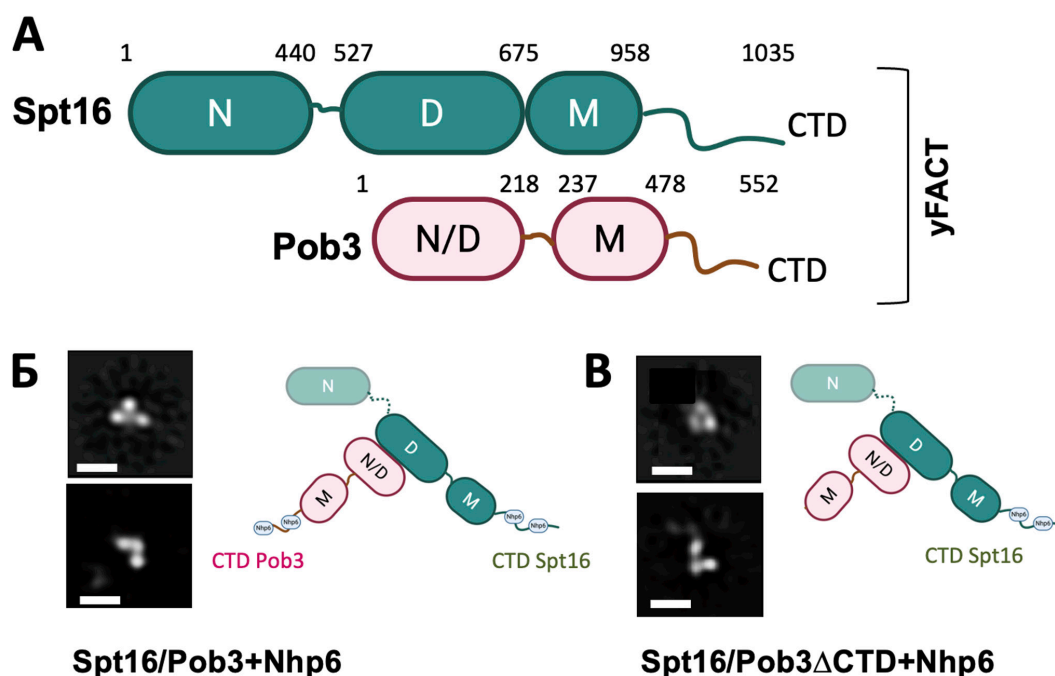 A
1 440 527 675 958 1035
Spt16 N D M CTD
1 218 237 478 552
Pob3 N/D M CTD
yFACT
Б
N
D
N/D
M
M
Nhp6 Nhp6
Nhp6 Nhp6
CTD Pob3
CTD Spt16
Spt16/Pob3+Nhp6
В
N
D
N/D
M
M
Nhp6 Nhp6
CTD Spt16
Spt16/Pob3ΔCTD+Nhp6